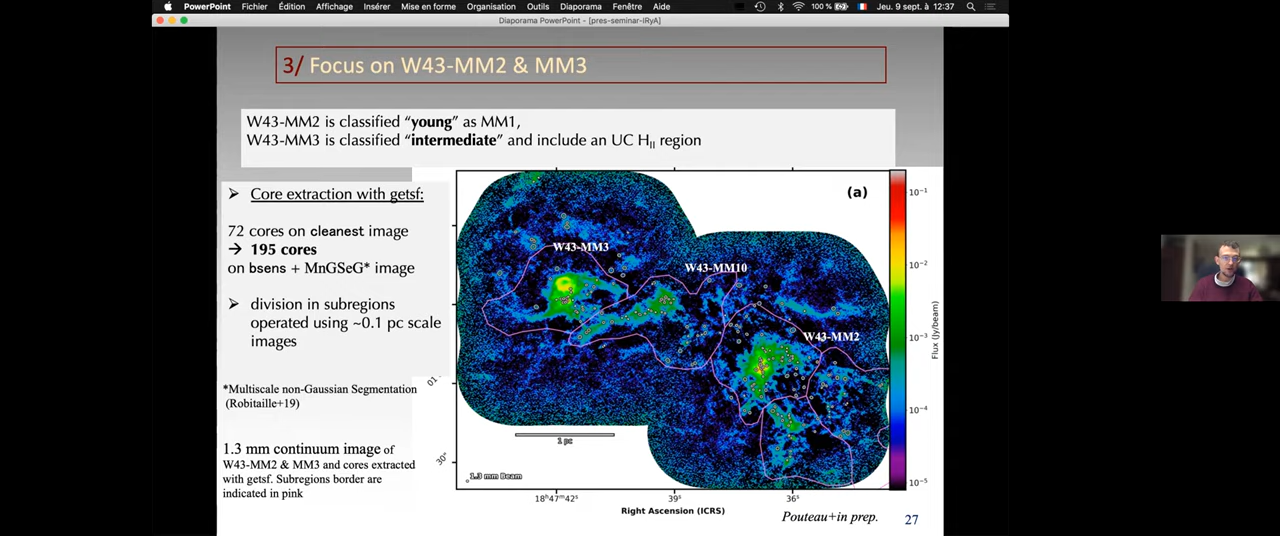 PowerPoint Fichier Édition Affichage Insérer Mise en forme Organisation Outils Diaporama Fenêtre Aide 100 % Jeu. 9 sept. à 12:37
Diaporama PowerPoint - [pres-seminar-IRyA]
3/ Focus on W43-MM2 & MM3
W43-MM2 is classified “young” as MM1,
W43-MM3 is classified “intermediate” and include an UC HII region
➢ Core extraction with getsf:
72 cores on cleanest image
→ 195 cores
on bsens + MnGSeG* image
➢ division in subregions
operated using ~0.1 pc scale
images
*Multiscale non-Gaussian Segmentation
(Robitaille+19)
1.3 mm continuum image of
W43-MM2 & MM3 and cores extracted
with getsf. Subregions border are
indicated in pink
(a)
W43-MM3
W43-MM10
W43-MM2
1 pc
1.3 mm Beam
01
30"
18h47m42s 39s 36s
Right Ascension (ICRS)
10⁻¹
10⁻²
10⁻³
10⁻⁴
10⁻⁵
Flux (Jy/beam)
Pouteau+in prep. 27